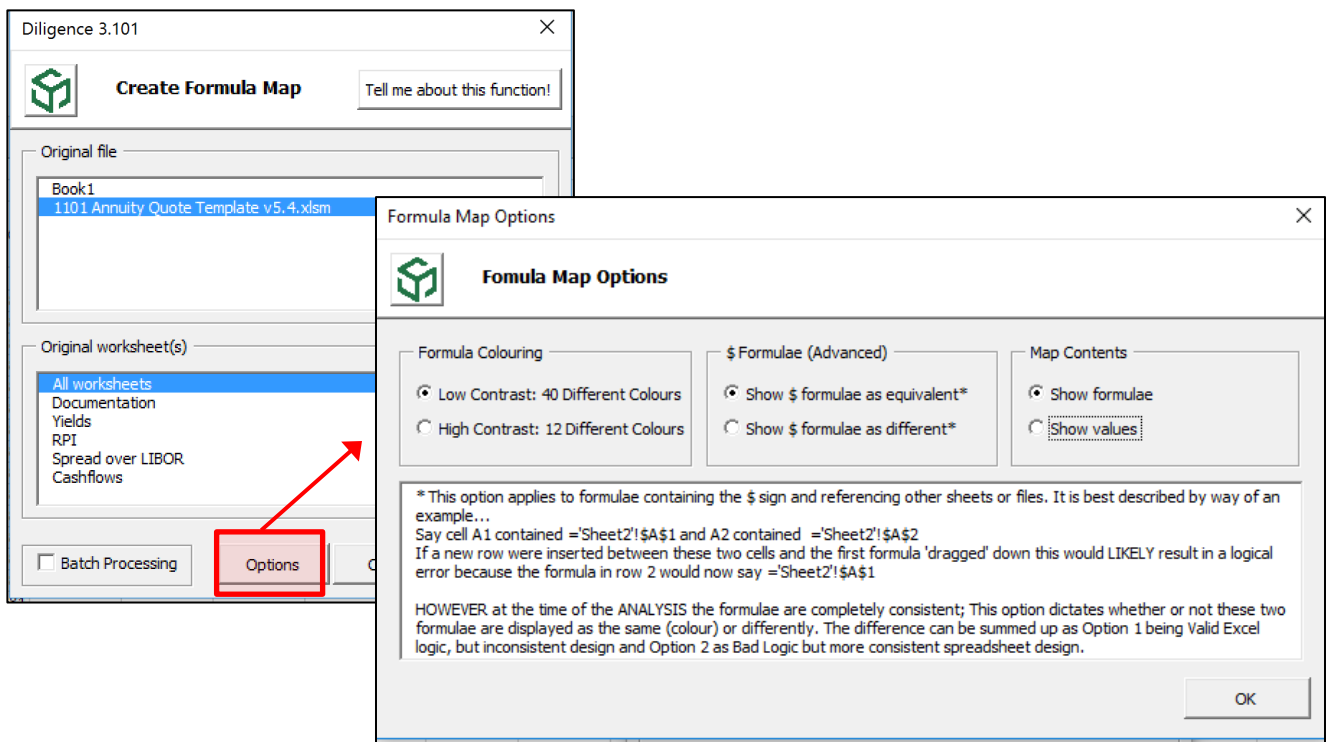 Diligence 3.101
Create Formula Map
Tell me about this function!
Original file
Book1
1101 Annuity Quote Template v5.4.xlsm
Original worksheet(s)
All worksheets
Documentation
Yields
RPI
Spread over LIBOR
Cashflows
Batch Processing
Options
Formula Map Options
Fomula Map Options
Formula Colouring
Low Contrast: 40 Different Colours
High Contrast: 12 Different Colours
$ Formulae (Advanced)
Show $ formulae as equivalent*
Show $ formulae as different*
Map Contents
Show formulae
Show values
* This option applies to formulae containing the $ sign and referencing other sheets or files. It is best described by way of an
example...
Say cell A1 contained ='Sheet2'!$A$1 and A2 contained ='Sheet2'!$A$2
If a new row were inserted between these two cells and the first formula 'dragged' down this would LIKELY result in a logical
error because the formula in row 2 would now say ='Sheet2'!$A$1
HOWEVER at the time of the ANALYSIS the formulae are completely consistent; This option dictates whether or not these two
formulae are displayed as the same (colour) or differently. The difference can be summed up as Option 1 being Valid Excel
logic, but inconsistent design and Option 2 as Bad Logic but more consistent spreadsheet design.
OK